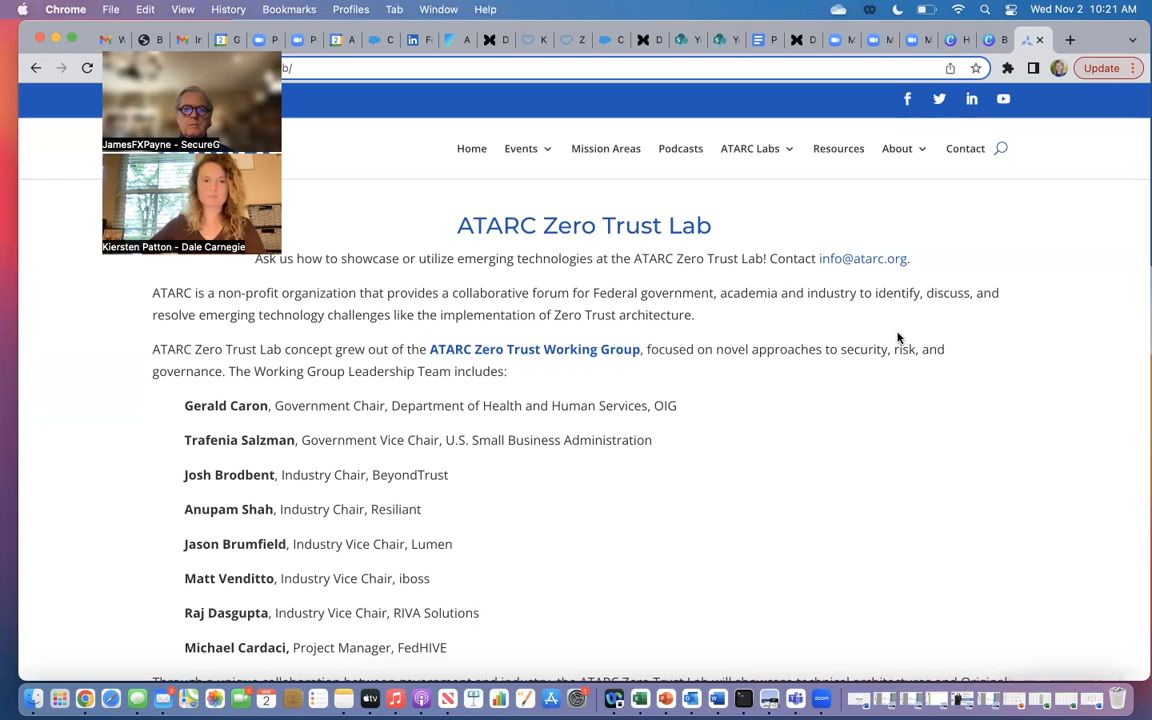 Chrome File Edit View History Bookmarks Profiles Tab Window Help Wed Nov 2 10:21 AM
b/ Update
JamesFXPayne - SecureG
Kiersten Patton - Dale Carnegie
Home Events Mission Areas Podcasts ATARC Labs Resources About Contact
ATARC Zero Trust Lab
Ask us how to showcase or utilize emerging technologies at the ATARC Zero Trust Lab! Contact info@atarc.org.
ATARC is a non-profit organization that provides a collaborative forum for Federal government, academia and industry to identify, discuss, and
resolve emerging technology challenges like the implementation of Zero Trust architecture.
ATARC Zero Trust Lab concept grew out of the ATARC Zero Trust Working Group, focused on novel approaches to security, risk, and
governance. The Working Group Leadership Team includes:
Gerald Caron, Government Chair, Department of Health and Human Services, OIG
Trafenia Salzman, Government Vice Chair, U.S. Small Business Administration
Josh Brodbent, Industry Chair, BeyondTrust
Anupam Shah, Industry Chair, Resiliant
Jason Brumfield, Industry Vice Chair, Lumen
Matt Venditto, Industry Vice Chair, iboss
Raj Dasgupta, Industry Vice Chair, RIVA Solutions
Michael Cardaci, Project Manager, FedHIVE